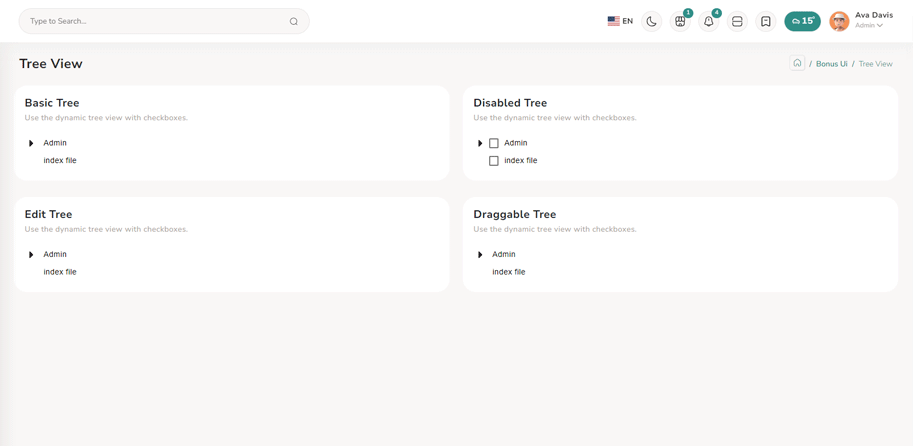 Type to Search...
EN
1
4
15°
Ava Davis
Admin
Tree View
/ Bonus Ui / Tree View
Basic Tree
Use the dynamic tree view with checkboxes.
Admin
index file
Disabled Tree
Use the dynamic tree view with checkboxes.
Admin
index file
Edit Tree
Use the dynamic tree view with checkboxes.
Admin
index file
Draggable Tree
Use the dynamic tree view with checkboxes.
Admin
index file